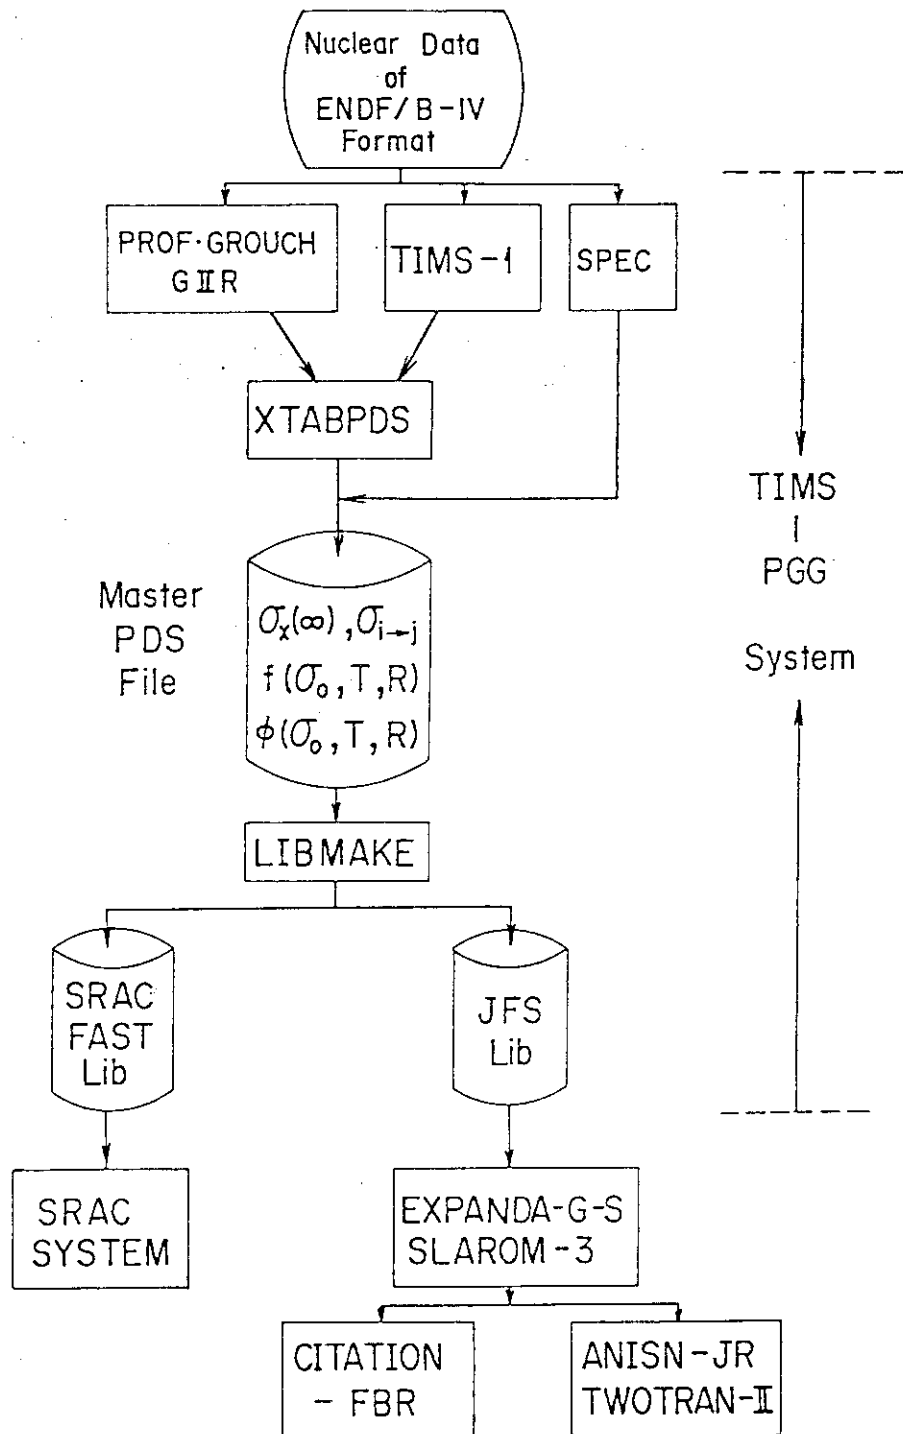 Nuclear Data
of
ENDF/B-IV
Format
PROF·GROUCH
GⅡR
TIMS-1
SPEC
XTABPDS
Master
PDS
File
σx(∞), σi→j
f(σo, T, R)
ϕ(σo, T, R)
TIMS
|
PGG
System
LIBMAKE
SRAC
FAST
Lib
JFS
Lib
SRAC
SYSTEM
EXPANDA-G-S
SLAROM-3
CITATION
- FBR
ANISN-JR
TWOTRAN-Ⅱ